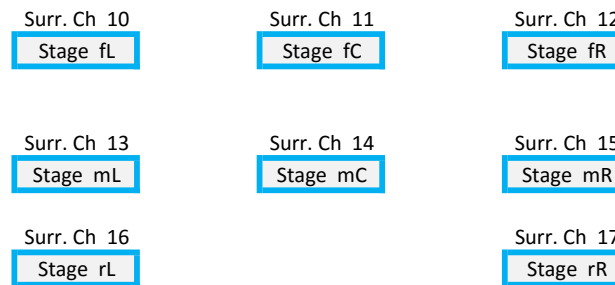 Surr. Ch 10 Surr. Ch 11 Surr. Ch 12
Stage fL Stage fC Stage fR
Surr. Ch 13 Surr. Ch 14 Surr. Ch 15
Stage mL Stage mC Stage mR
Surr. Ch 16 Surr. Ch 17
Stage rL Stage rR